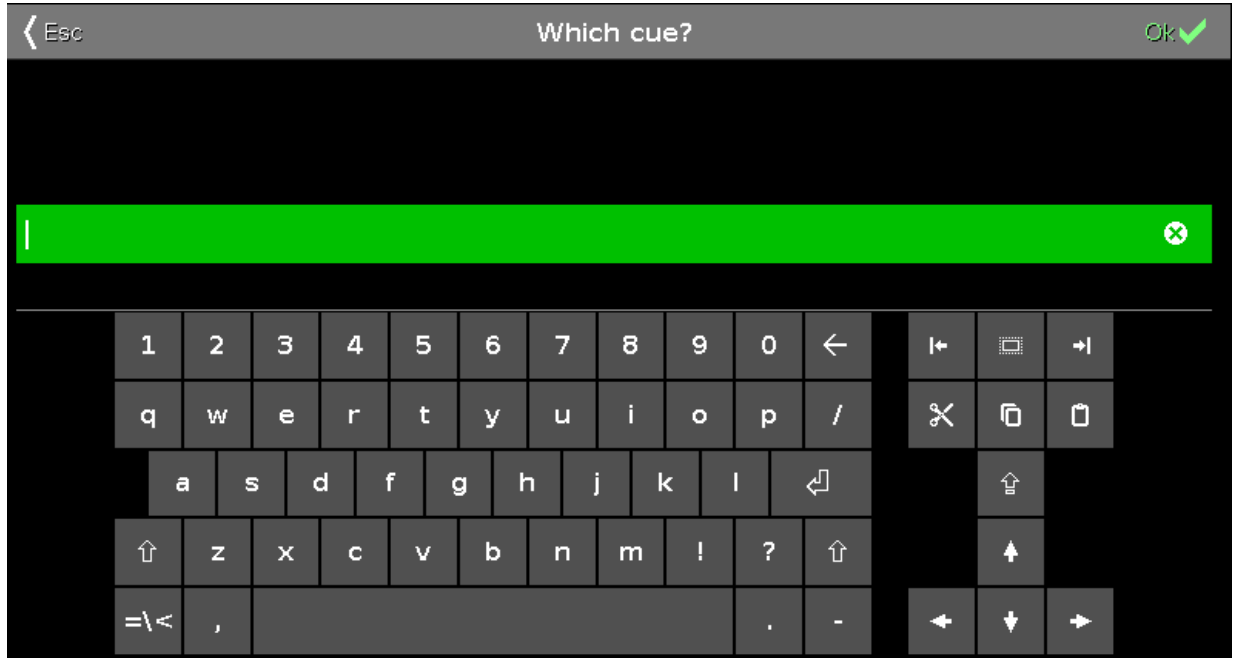 Esc Which cue? Ok
1 2 3 4 5 6 7 8 9 0
q w e r t y u i o p /
a s d f g h j k l
z x c v b n m ! ?
=\< , . -